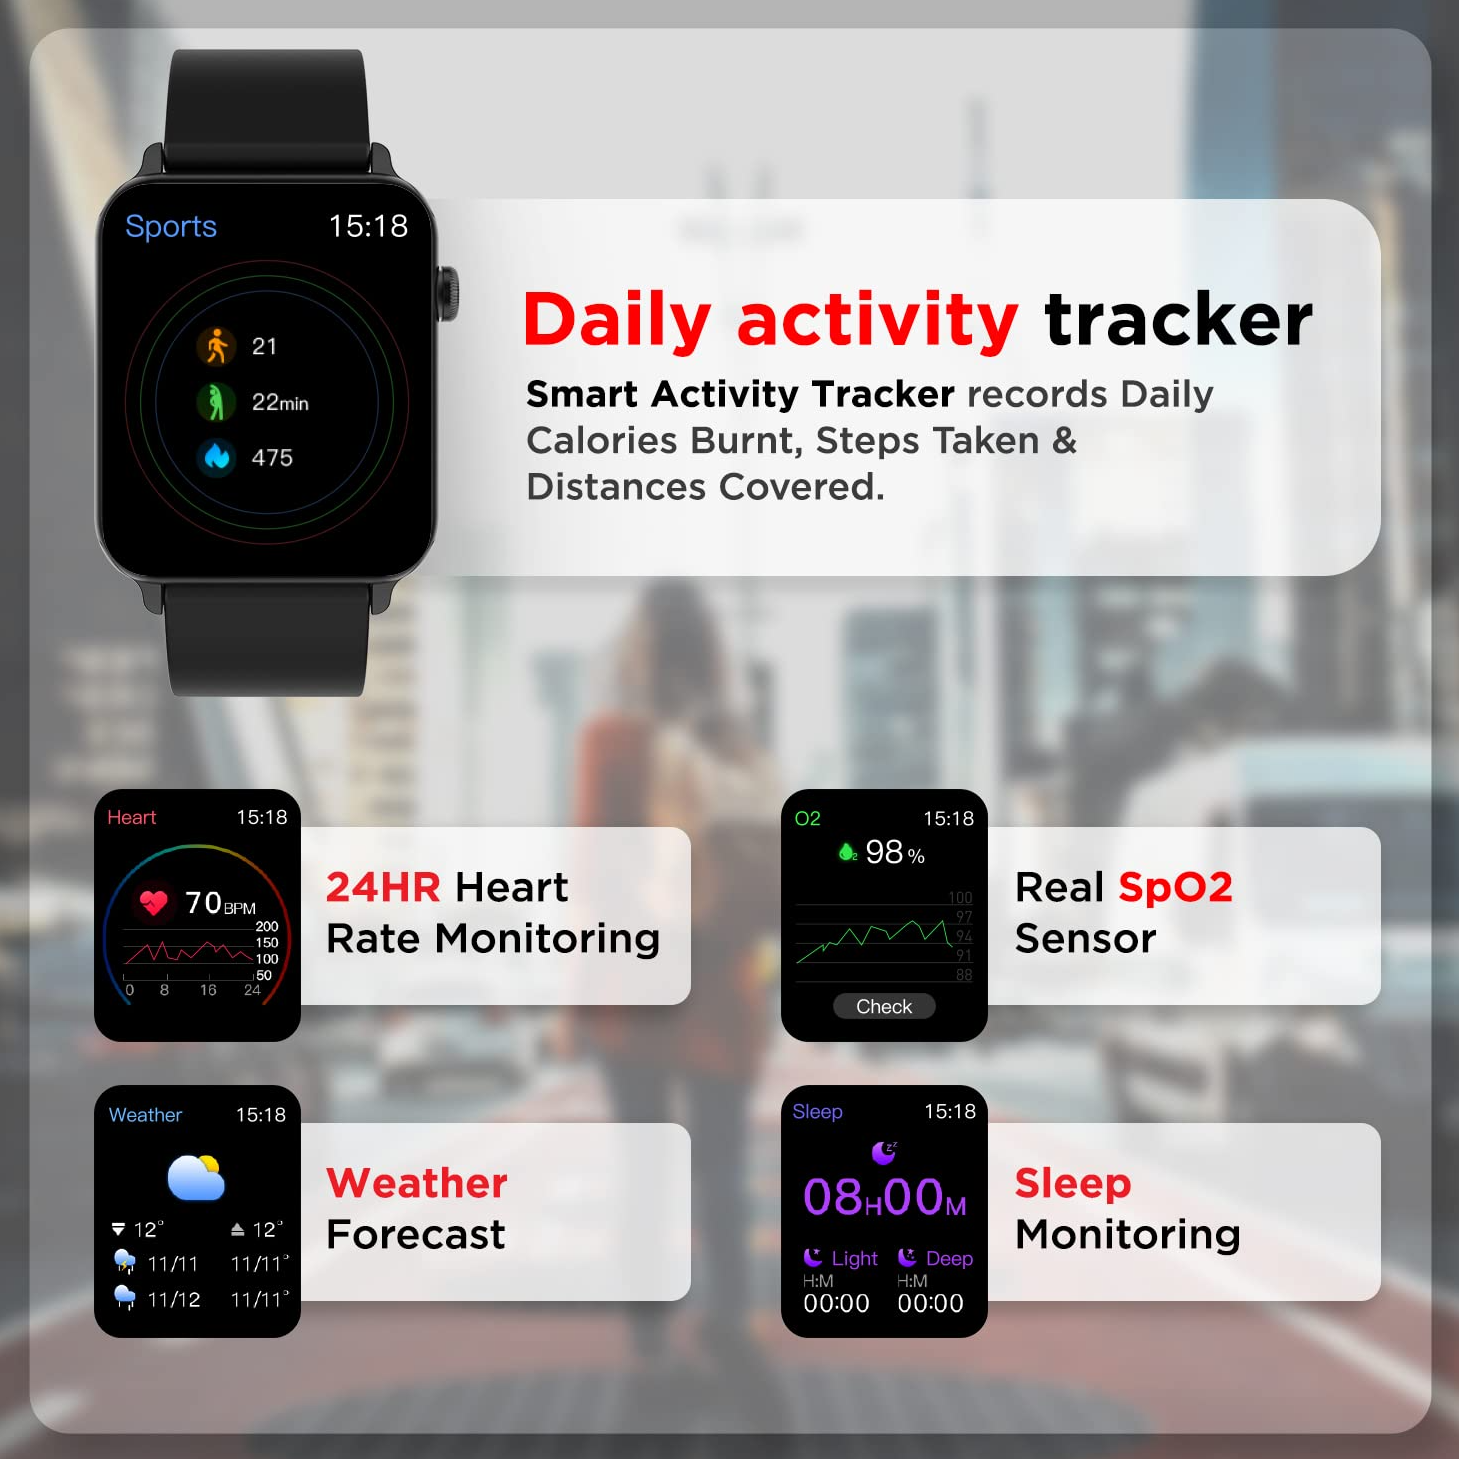 Sports 15:18
21
22min
475
Daily activity tracker
Smart Activity Tracker records Daily
Calories Burnt, Steps Taken &
Distances Covered.
Heart 15:18
70BPM
200
150
100
50
0 8 16 24
24HR Heart
Rate Monitoring
O2 15:18
2 98%
100
97
94
91
88
Check
Real SpO2
Sensor
Weather 15:18
12° 12°
11/11 11/11°
11/12 11/11°
Weather
Forecast
Sleep 15:18
zz
08H00M
Light Deep
H:M H:M
00:00 00:00
Sleep
Monitoring